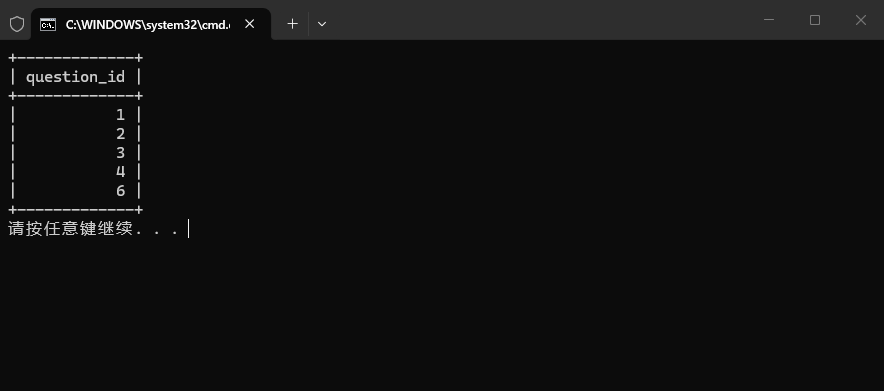 C:\WINDOWS\system32\cmd.
+-------------+
| question_id |
+-------------+
|           1 |
|           2 |
|           3 |
|           4 |
|           6 |
+-------------+
请按任意键继续. . .